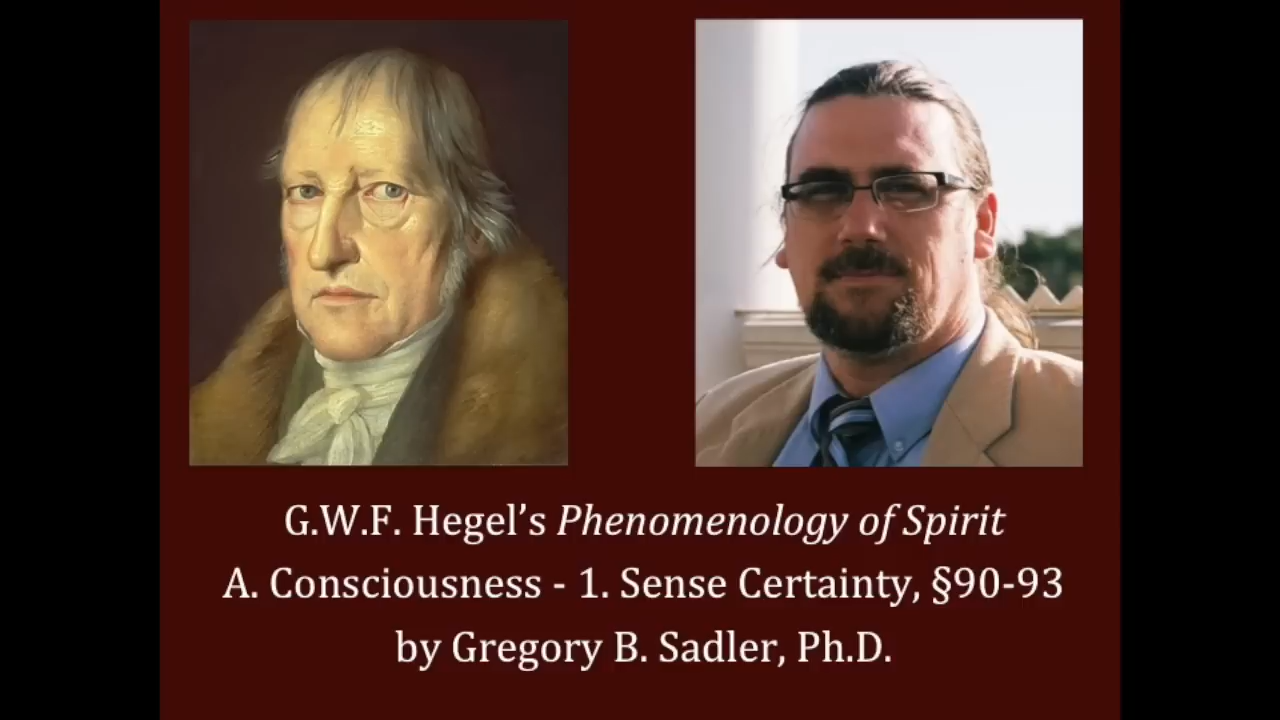 G.W.F. Hegel’s Phenomenology of Spirit
A. Consciousness - 1. Sense Certainty, §90-93
by Gregory B. Sadler, Ph.D.